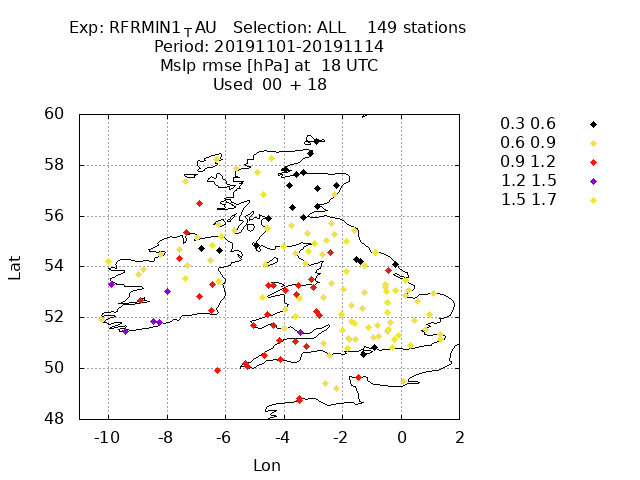 Exp: RFRMIN1_TAU   Selection: ALL    149 stations
Period: 20191101-20191114
Mslp rmse [hPa] at  18 UTC
Used  00 + 18
0.3 0.6
0.6 0.9
0.9 1.2
1.2 1.5
1.5 1.7
60
58
56
54
52
50
48
Lat
-10 -8 -6 -4 -2 0 2
Lon